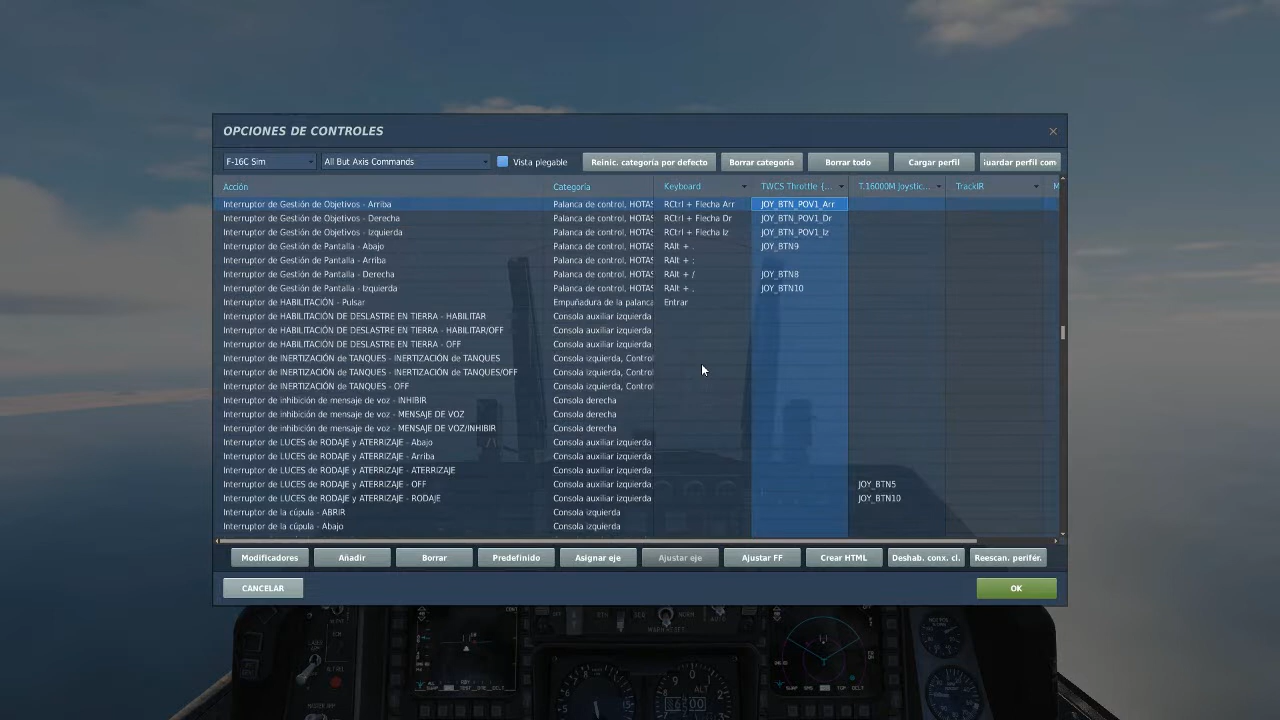 OPCIONES DE CONTROLES
F-16C Sim All But Axis Commands Vista plegable Reinic. categoría por defecto Borrar categoría Borrar todo Cargar perfil uardar perfil com
Acción Categoría Keyboard TWCS Throttle {... T.16000M Joystic... TrackIR M
Interruptor de Gestión de Objetivos - Arriba Palanca de control, HOTAS RCtrl + Flecha Arr JOY_BTN_POV1_Arr
Interruptor de Gestión de Objetivos - Derecha Palanca de control, HOTAS RCtrl + Flecha Dr JOY_BTN_POV1_Dr
Interruptor de Gestión de Objetivos - Izquierda Palanca de control, HOTAS RCtrl + Flecha Iz JOY_BTN_POV1_Iz
Interruptor de Gestión de Pantalla - Abajo Palanca de control, HOTAS RAlt + . JOY_BTN9
Interruptor de Gestión de Pantalla - Arriba Palanca de control, HOTAS RAlt + ;
Interruptor de Gestión de Pantalla - Derecha Palanca de control, HOTAS RAlt + / JOY_BTN8
Interruptor de Gestión de Pantalla - Izquierda Palanca de control, HOTAS RAlt + , JOY_BTN10
Interruptor de HABILITACIÓN - Pulsar Empuñadura de la palanca Entrar
Interruptor de HABILITACIÓN DE DESLASTRE EN TIERRA - HABILITAR Consola auxiliar izquierda
Interruptor de HABILITACIÓN DE DESLASTRE EN TIERRA - HABILITAR/OFF Consola auxiliar izquierda
Interruptor de HABILITACIÓN DE DESLASTRE EN TIERRA - OFF Consola auxiliar izquierda
Interruptor de INERTIZACIÓN de TANQUES - INERTIZACIÓN de TANQUES Consola izquierda, Control
Interruptor de INERTIZACIÓN de TANQUES - INERTIZACIÓN de TANQUES/OFF Consola izquierda, Control
Interruptor de INERTIZACIÓN de TANQUES - OFF Consola izquierda, Control
Interruptor de inhibición de mensaje de voz - INHIBIR Consola derecha
Interruptor de inhibición de mensaje de voz - MENSAJE DE VOZ Consola derecha
Interruptor de inhibición de mensaje de voz - MENSAJE DE VOZ/INHIBIR Consola derecha
Interruptor de LUCES de RODAJE y ATERRIZAJE - Abajo Consola auxiliar izquierda
Interruptor de LUCES de RODAJE y ATERRIZAJE - Arriba Consola auxiliar izquierda
Interruptor de LUCES de RODAJE y ATERRIZAJE - ATERRIZAJE Consola auxiliar izquierda
Interruptor de LUCES de RODAJE y ATERRIZAJE - OFF Consola auxiliar izquierda JOY_BTN5
Interruptor de LUCES de RODAJE y ATERRIZAJE - RODAJE Consola auxiliar izquierda JOY_BTN10
Interruptor de la cúpula - ABRIR Consola izquierda
Interruptor de la cúpula - Abajo Consola izquierda
Modificadores Añadir Borrar Predefinido Asignar eje Ajustar eje Ajustar FF Crear HTML Deshab. conx. cl. Reescan. perifér.
CANCELAR OK
NORM
ALT